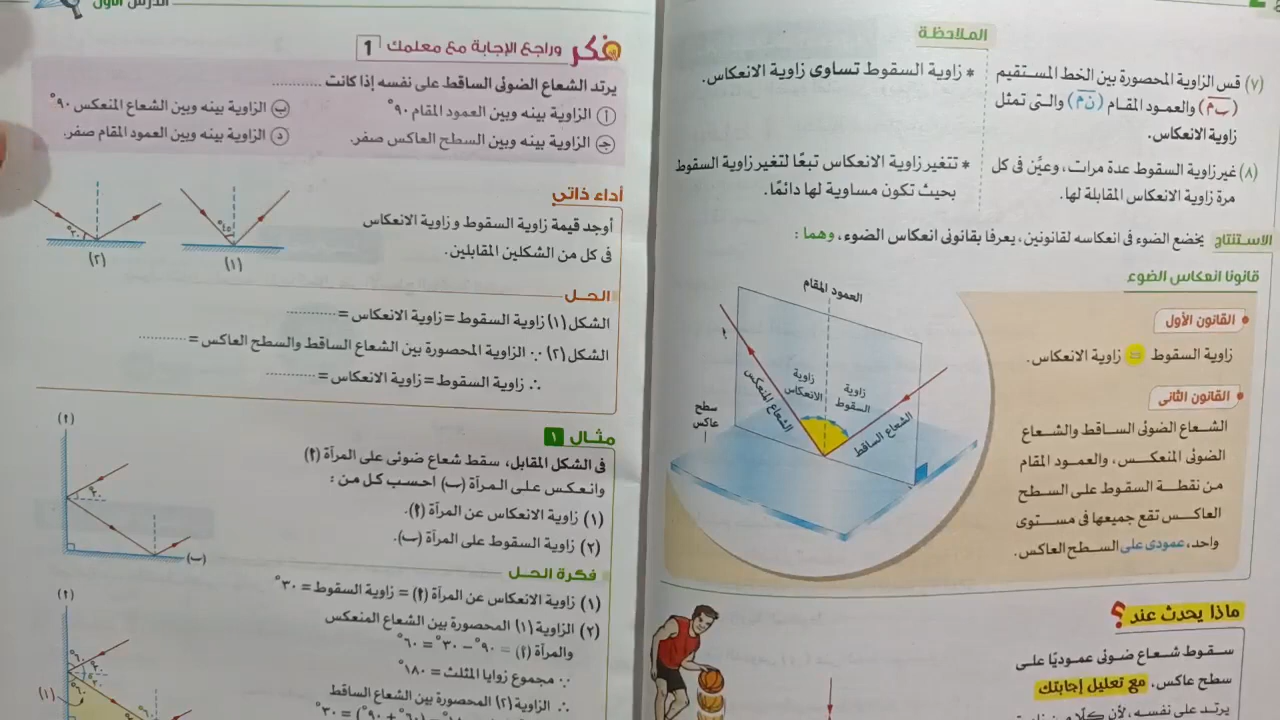 الملاحظة
(٧) قس الزاوية المحصورة بين الخط المستقيم
(ب م) والعمود المقام (ن م) والتى تمثل
زاوية الانعكاس.
* زاوية السقوط تساوى زاوية الانعكاس.
(٨) غير زاوية السقوط عدة مرات، وعيِّن فى كل
مرة زاوية الانعكاس المقابلة لها.
* تتغير زاوية الانعكاس تبعًا لتغير زاوية السقوط
بحيث تكون مساوية لها دائمًا.
الاستنتاج يخضع الضوء فى انعكاسه لقانونين، يعرفا بقانونى انعكاس الضوء، وهما :
قانونا انعكاس الضوء
القانون الأول
زاوية السقوط = زاوية الانعكاس.
القانون الثانى
الشعاع الضوئى الساقط والشعاع
الضوئى المنعكس، والعمود المقام
من نقطة السقوط على السطح
العاكس تقع جميعها فى مستوى
واحد، عمودى على السطح العاكس.
العمود المقام
زاوية السقوط
زاوية الانعكاس
الشعاع الساقط
الشعاع المنعكس
سطح عاكس
ماذا يحدث عند ؟
سقوط شعاع ضوئى عموديًا على
سطح عاكس، مع تعليل إجابتك
يرتد على نفسه، لأن كلًا من زاوية
الدرس الأول
فكر وراجع الإجابة مع معلمك 1
يرتد الشعاع الضوئى الساقط على نفسه إذا كانت ............
أ الزاوية بينه وبين العمود المقام ٩٠°
ب الزاوية بينه وبين الشعاع المنعكس ٩٠°
ج الزاوية بينه وبين السطح العاكس صفر.
د الزاوية بينه وبين العمود المقام صفر.
أداء ذاتى
أوجد قيمة زاوية السقوط وزاوية الانعكاس
فى كل من الشكلين المقابلين.
(١)
(٢)
الحل
الشكل (١) زاوية السقوط = زاوية الانعكاس = ............
الشكل (٢) ∵ الزاوية المحصورة بين الشعاع الساقط والسطح العاكس = ............
∴ زاوية السقوط = زاوية الانعكاس = ............
مثال ١
فى الشكل المقابل، سقط شعاع ضوئى على المرآة (أ)
وانعكس على المرآة (ب) احسب كل من :
(١) زاوية الانعكاس عن المرآة (أ).
(٢) زاوية السقوط على المرآة (ب).
(أ)
(ب)
فكرة الحل
(١) زاوية الانعكاس عن المرآة (أ) = زاوية السقوط = ٣٠°
(٢) الزاوية (١) المحصورة بين الشعاع المنعكس
والمرآة (أ) = ٩٠° – ٣٠° = ٦٠°
∵ مجموع زوايا المثلث = ١٨٠°
∴ الزاوية (٢) المحصورة بين الشعاع الساقط
(أ)
(١)